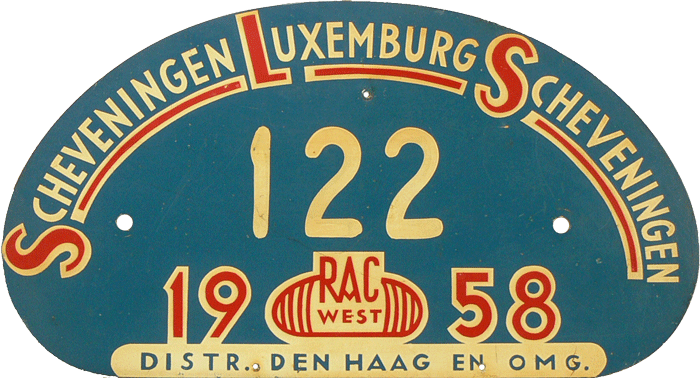 SCHEVENINGEN LUXEMBURG SCHEVENINGEN
122
19 RAC WEST 58
DISTR. DEN HAAG EN OMG.